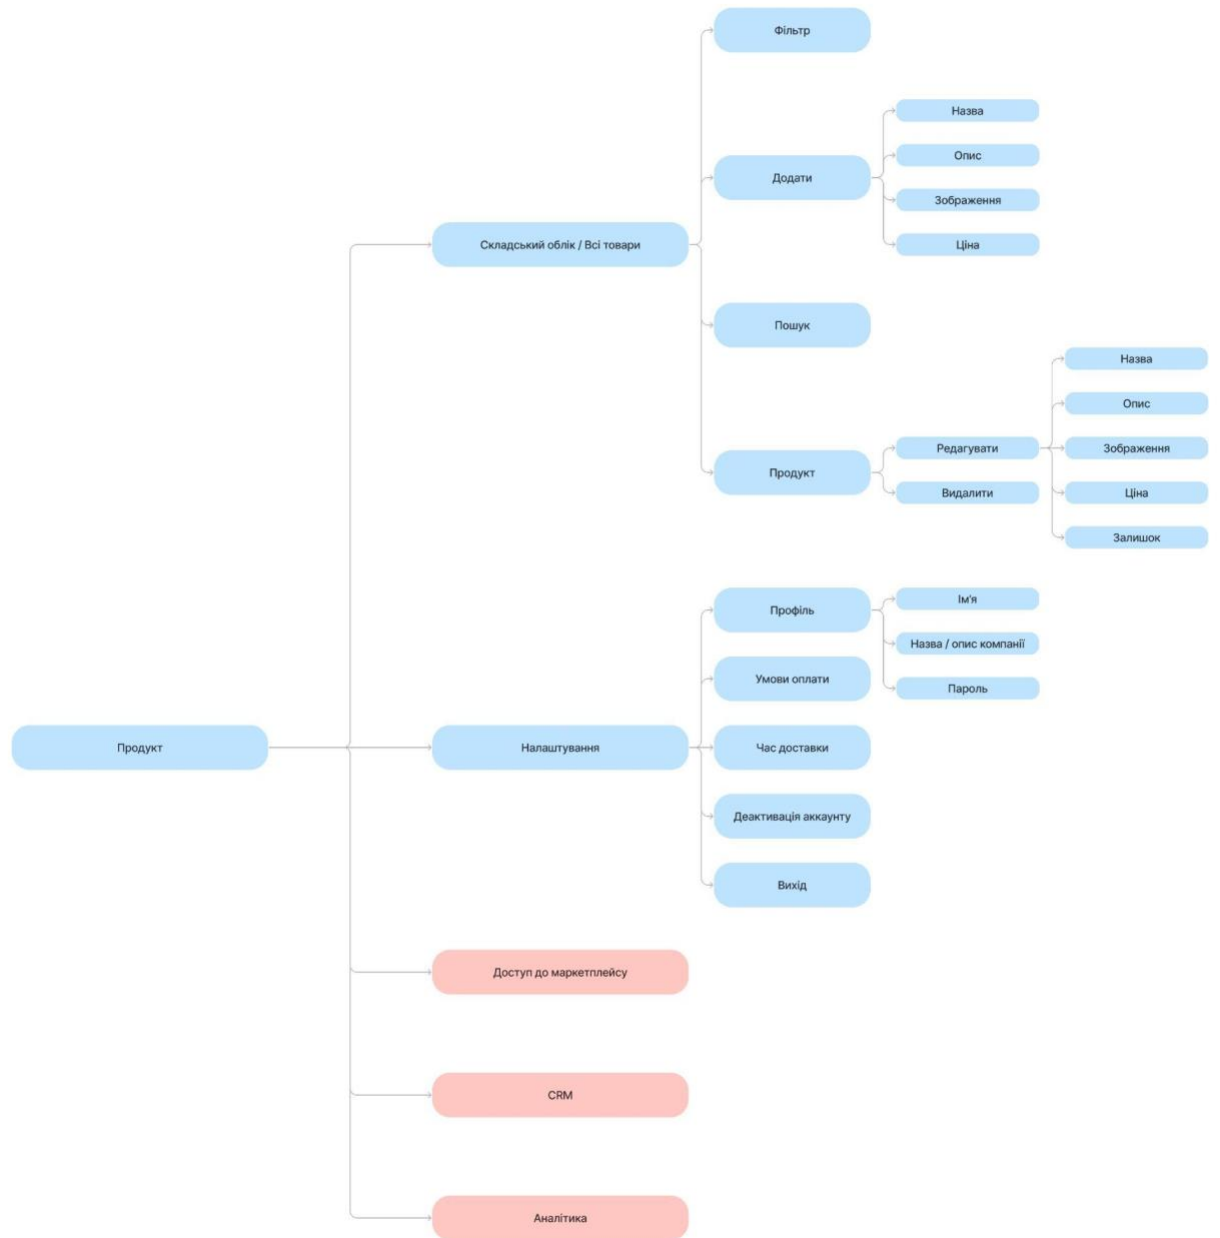 Фільтр
Назва
Опис
Додати
Зображення
Ціна
Складський облік / Всі товари
Пошук
Назва
Опис
Продукт
Редагувати
Зображення
Видалити
Ціна
Залишок
Профіль
Ім'я
Назва / опис компанії
Умови оплати
Пароль
Продукт
Налаштування
Час доставки
Деактивація аккаунту
Вихід
Доступ до маркетплейсу
CRM
Аналітика